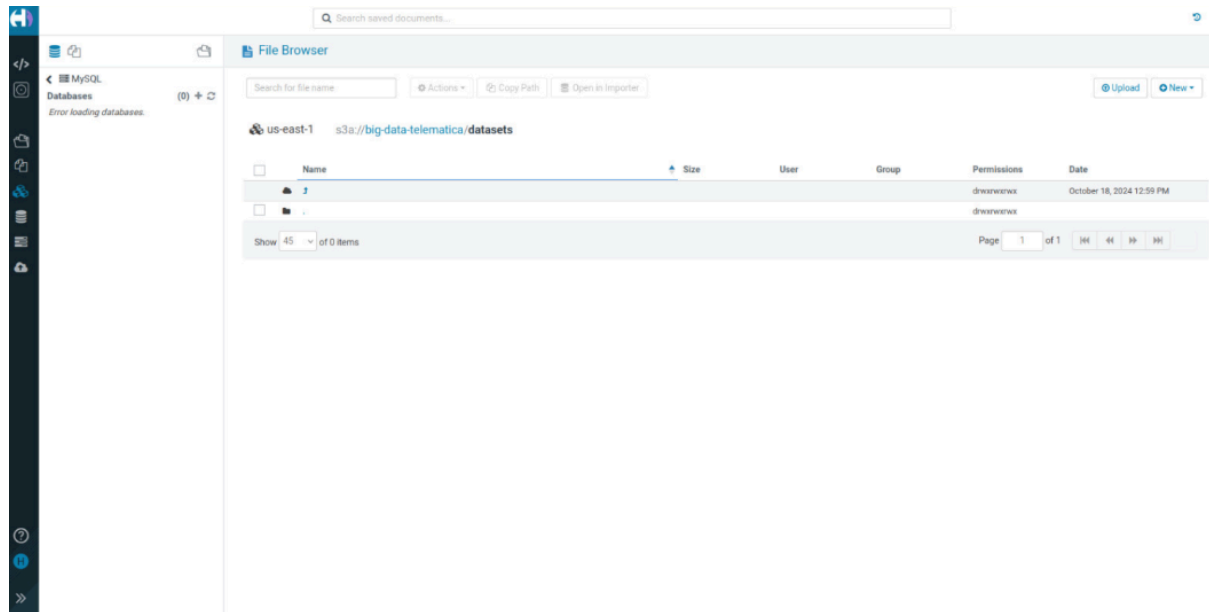 Search saved documents...
</>
MySQL
Databases (0)
Error loading databases.
File Browser
Search for file name
Actions
Copy Path
Open in Importer
Upload
New
us-east-1 s3a://big-data-telematica/datasets
Name Size User Group Permissions Date
drwxrwxrwx October 18, 2024 12:59 PM
. drwxrwxrwx
Show 45 of 0 items
Page 1 of 1
H